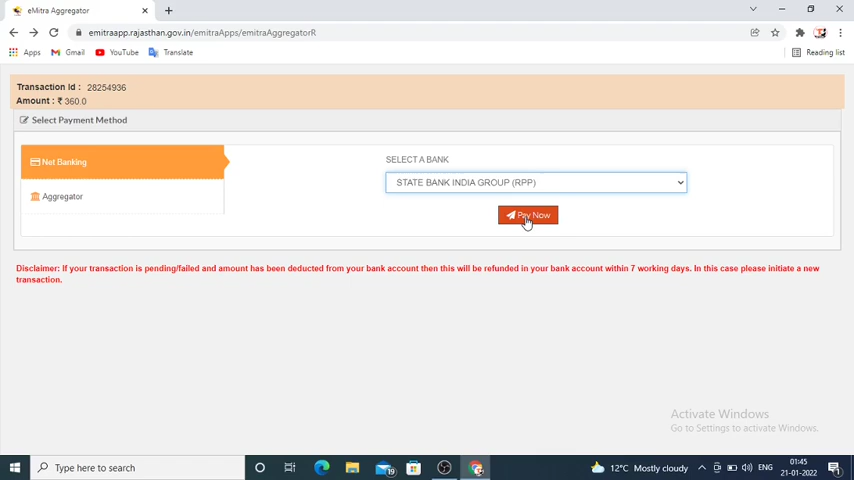 eMitra Aggregator
emitraapp.rajasthan.gov.in/emitraApps/emitraAggregatorR
Apps
Gmail
YouTube
Translate
Reading list
Transaction Id : 28254936
Amount : ₹ 360.0
Select Payment Method
Net Banking
Aggregator
SELECT A BANK
STATE BANK INDIA GROUP (RPP)
Pay Now
Disclaimer: If your transaction is pending/failed and amount has been deducted from your bank account then this will be refunded in your bank account within 7 working days. In this case please initiate a new
transaction.
Activate Windows
Go to Settings to activate Windows.
Type here to search
19
12°C Mostly cloudy
ENG
01:45
21-01-2022
1